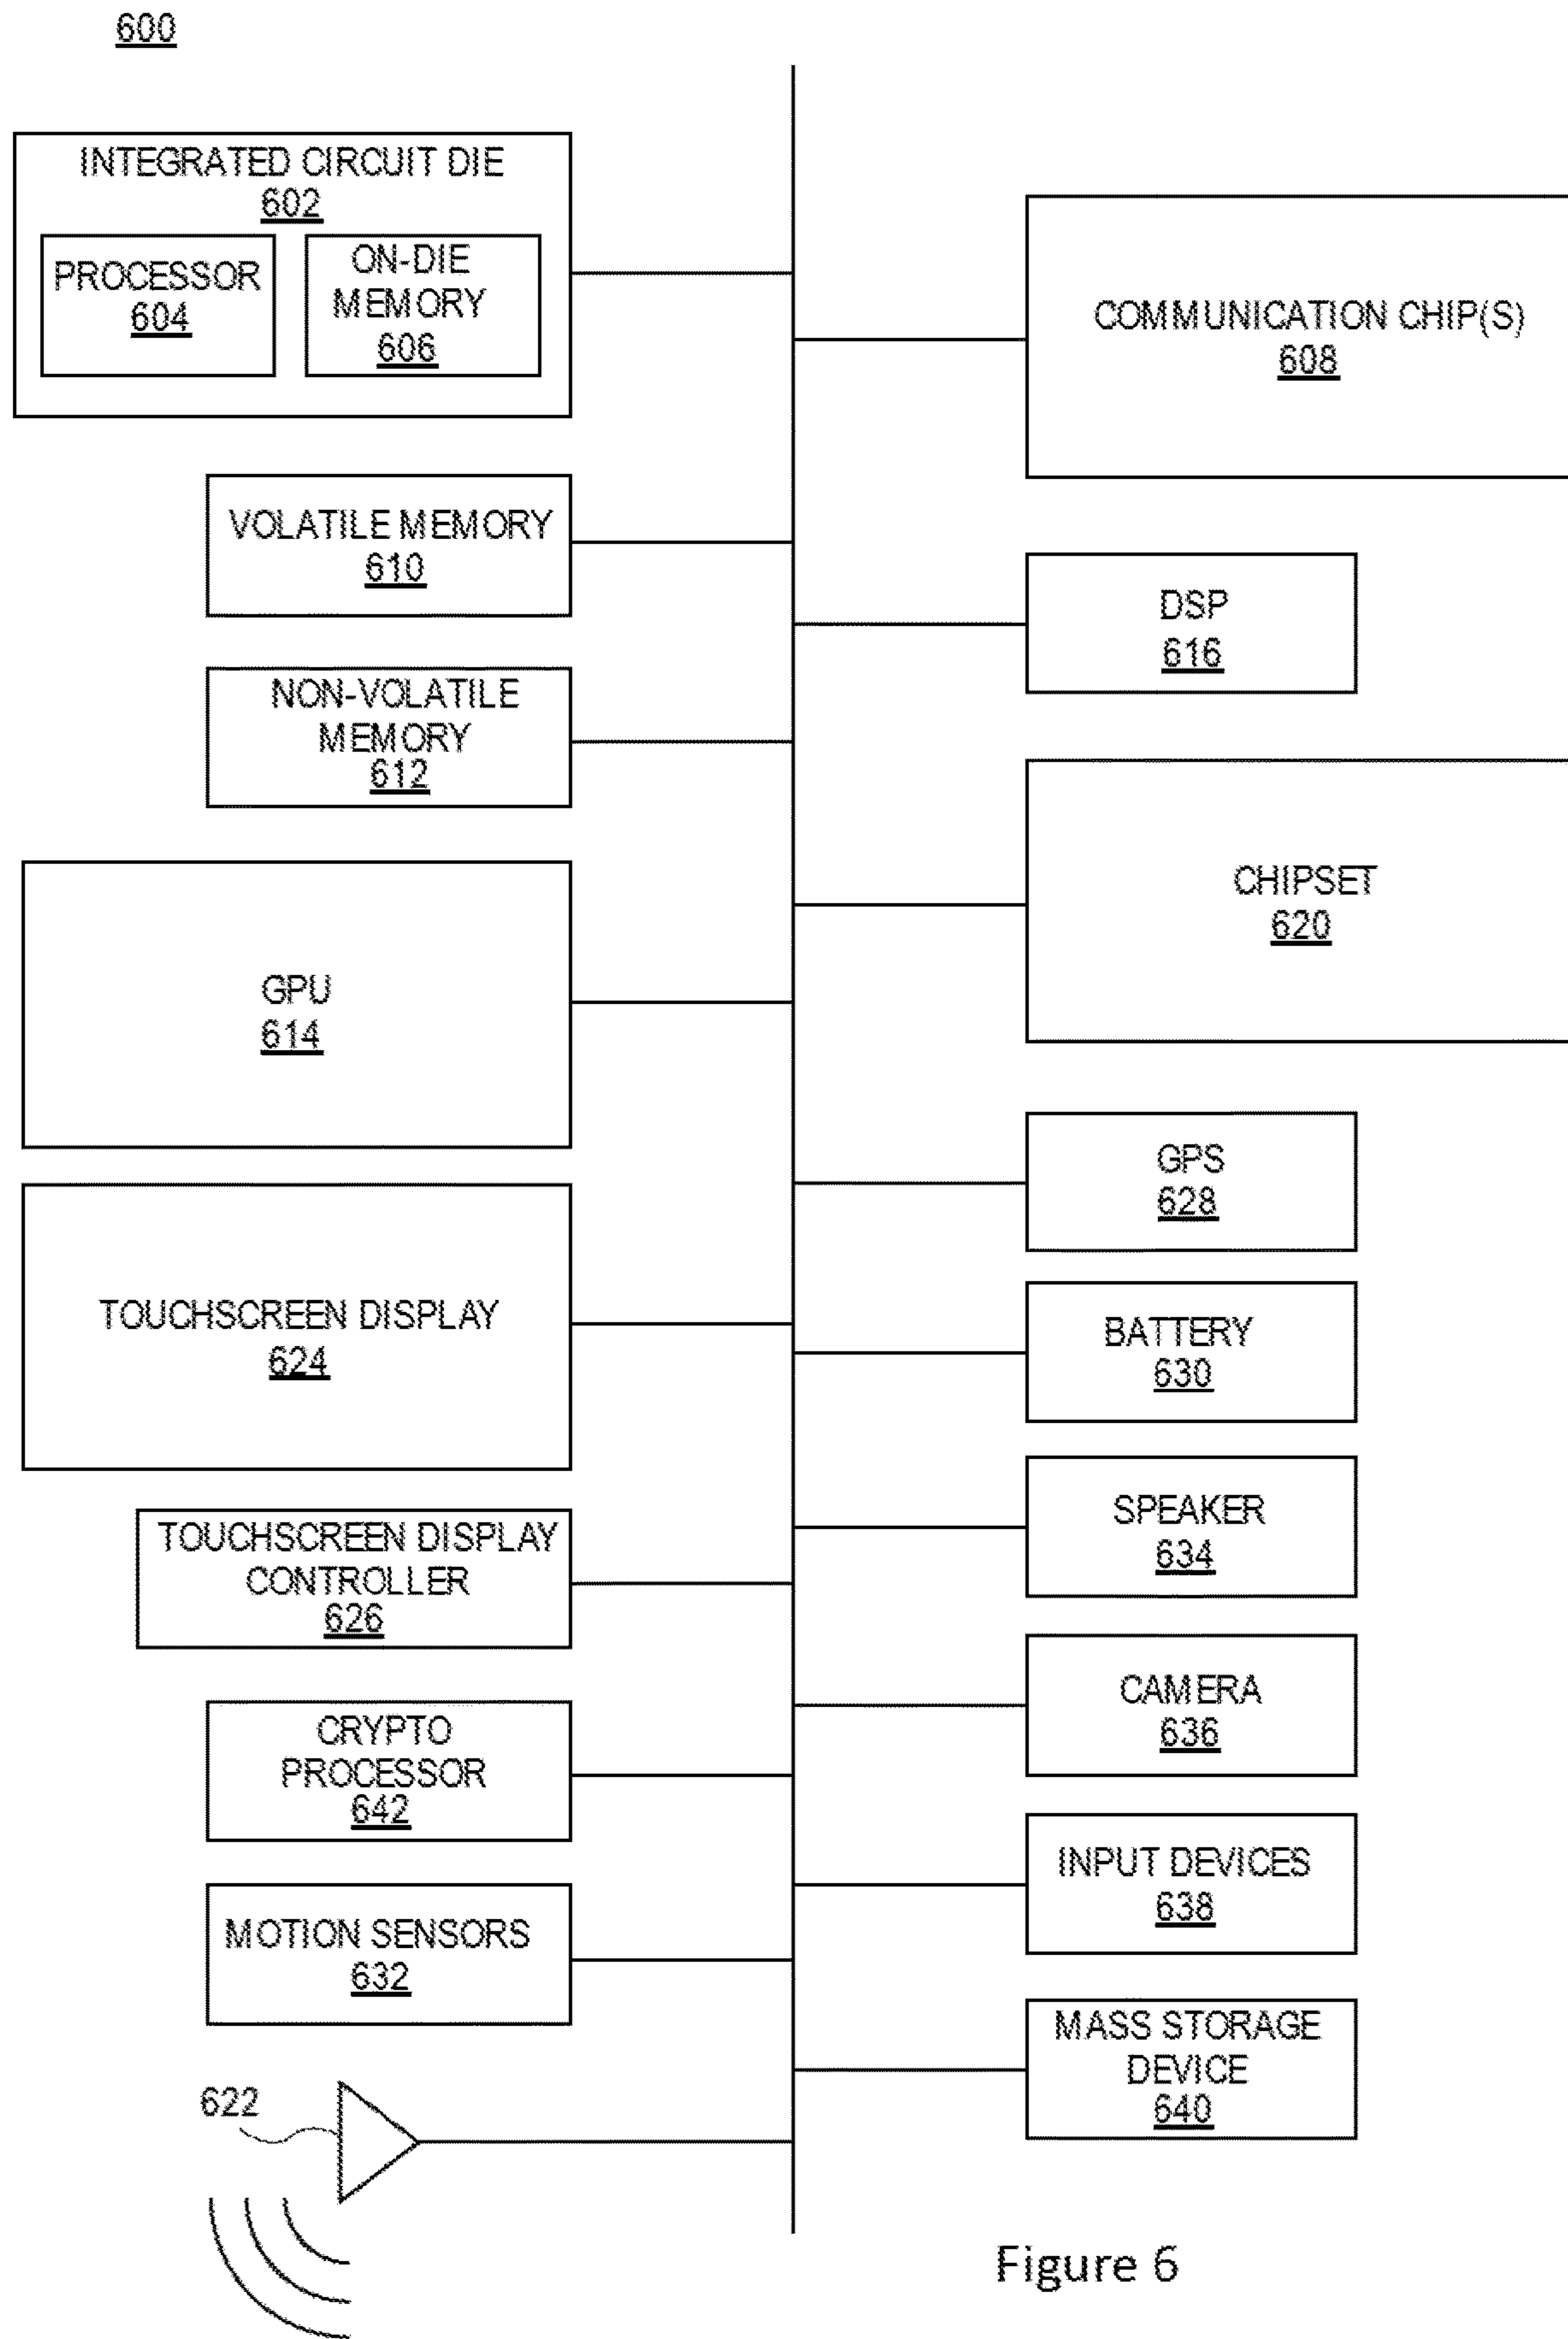 600
INTEGRATED CIRCUIT DIE
602
PROCESSOR
604
ON-DIE
MEMORY
606
VOLATILE MEMORY
610
NON-VOLATILE
MEMORY
612
GPU
614
TOUCHSCREEN DISPLAY
624
TOUCHSCREEN DISPLAY
CONTROLLER
626
CRYPTO
PROCESSOR
642
MOTION SENSORS
632
622
COMMUNICATION CHIP(S)
608
DSP
616
CHIPSET
620
GPS
628
BATTERY
630
SPEAKER
634
CAMERA
636
INPUT DEVICES
638
MASS STORAGE
DEVICE
640
Figure 6